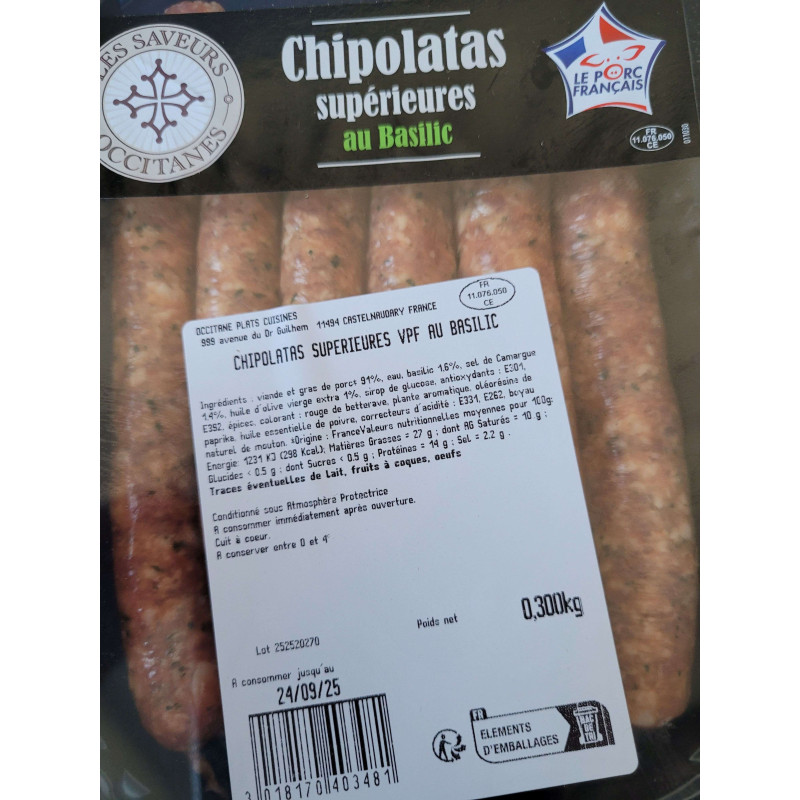 LES SAVEURS
OCCITANES
Chipolatas
supérieures
au Basilic
LE PORC
FRANÇAIS
FR
11.076.050
CE
011030
OCCITANE PLATS CUISINES
999 avenue du Dr Guilhem 11494 CASTELNAUDARY FRANCE
FR
11.076.050
CE
CHIPOLATAS SUPERIEURES VPF AU BASILIC
Ingrédients : viande et gras de porc± 91%, eau, basilic 1.6%, sel de Camargue
1.4%, huile d'olive vierge extra 1%, sirop de glucose, antioxydants : E301,
E392, épices, colorant : rouge de betterave, plante aromatique, oléorésine de
paprika, huile essentielle de poivre, correcteurs d'acidité : E331, E262, boyau
naturel de mouton. ±Origine : FranceValeurs nutritionnelles moyennes pour 100g:
Energie: 1231 KJ (298 Kcal), Matières Grasses = 27 g ; dont AG Saturés = 10 g ;
Glucides < 0.5 g ; dont Sucres < 0.5 g ; Protéines = 14 g ; Sel = 2.2 g .
Traces éventuelles de Lait, fruits à coques, oeufs
Conditionné sous Atmosphère Protectrice
A consommer immédiatement après ouverture.
Cuit à coeur.
A conserver entre 0 et 4°
Poids net 0,300kg
Lot 252520270
A consommer jusqu'au
24/09/25
3 018170 403481
FR
ELEMENTS
D'EMBALLAGES
BAC
DE
TRI